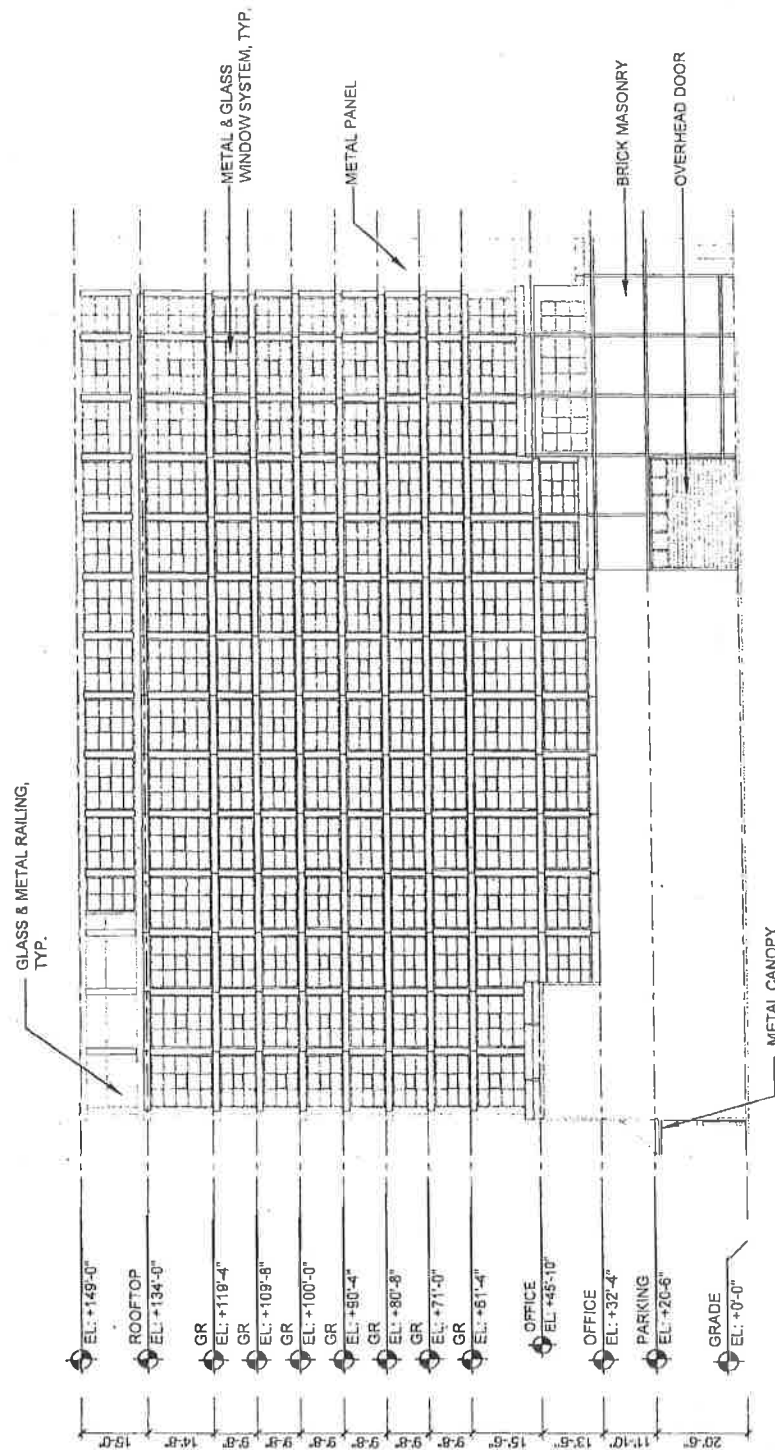 GLASS & METAL RAILING,
TYP.
METAL & GLASS
WINDOW SYSTEM, TYP.
METAL PANEL
BRICK MASONRY
OVERHEAD DOOR
METAL CANOPY
EL: +149'-0"
ROOFTOP
EL: +134'-0"
GR
EL: +119'-4"
GR
EL: +109'-8"
GR
EL: +100'-0"
GR
EL: +90'-4"
GR
EL: +80'-8"
GR
EL: +71'-0"
GR
EL: +61'-4"
OFFICE
EL: +45'-10"
OFFICE
EL: +32'-4"
PARKING
EL: +20'-6"
GRADE
EL: +0'-0"
15'-0"
14'-8"
9'-8"
9'-8"
9'-8"
9'-8"
9'-8"
9'-8"
15'-6"
13'-6"
11'-10"
20'-6"